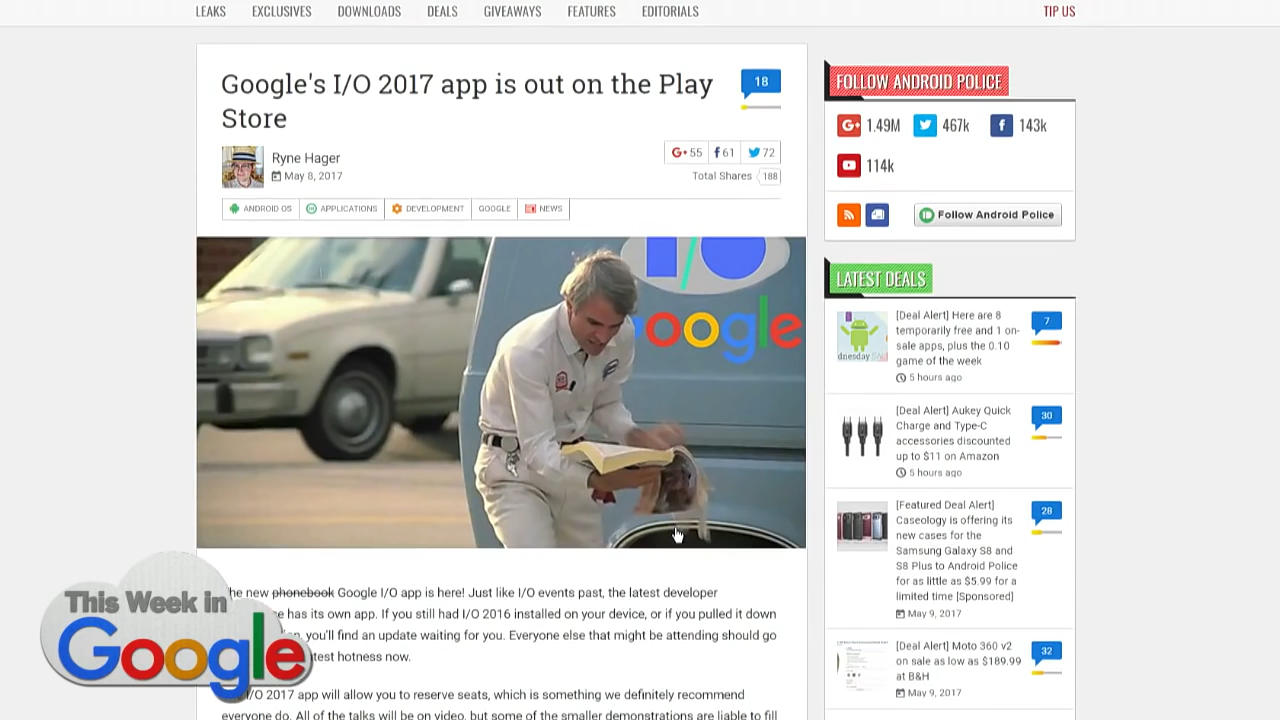 LEAKS EXCLUSIVES DOWNLOADS DEALS GIVEAWAYS FEATURES EDITORIALS TIP US
Google's I/O 2017 app is out on the Play
Store
18
Ryne Hager
May 8, 2017
G+ 55 f 61 72
Total Shares 188
ANDROID OS APPLICATIONS DEVELOPMENT GOOGLE NEWS
I/O
oogle
he new phonebook Google I/O app is here! Just like I/O events past, the latest developer
e has its own app. If you still had I/O 2016 installed on your device, or if you pulled it down
you'll find an update waiting for you. Everyone else that might be attending should go
test hotness now.
I/O 2017 app will allow you to reserve seats, which is something we definitely recommend
everyone do. All of the talks will be on video, but some of the smaller demonstrations are liable to fill
This Week in
Google
FOLLOW ANDROID POLICE
G+ 1.49M 467k f 143k
114k
Follow Android Police
LATEST DEALS
[Deal Alert] Here are 8
temporarily free and 1 on-
sale apps, plus the 0.10
game of the week
5 hours ago
7
dnesday
[Deal Alert] Aukey Quick
Charge and Type-C
accessories discounted
up to $11 on Amazon
5 hours ago
30
[Featured Deal Alert]
Caseology is offering its
new cases for the
Samsung Galaxy S8 and
S8 Plus to Android Police
for as little as $5.99 for a
limited time [Sponsored]
May 9, 2017
28
[Deal Alert] Moto 360 v2
on sale as low as $189.99
at B&H
May 9, 2017
32